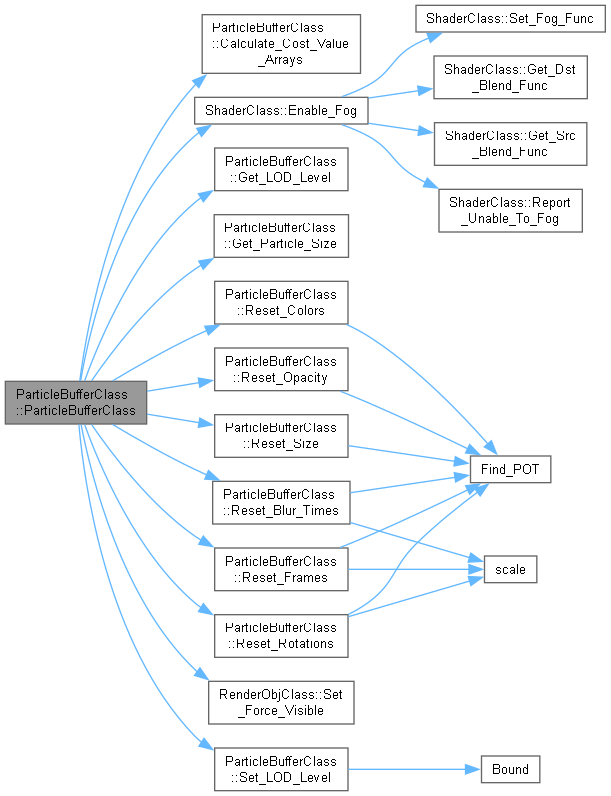 ParticleBufferClass
::ParticleBufferClass
ParticleBufferClass
::Calculate_Cost_Value
_Arrays
ShaderClass::Enable_Fog
ShaderClass::Set_Fog_Func
ShaderClass::Get_Dst
_Blend_Func
ShaderClass::Get_Src
_Blend_Func
ShaderClass::Report
_Unable_To_Fog
ParticleBufferClass
::Get_LOD_Level
ParticleBufferClass
::Get_Particle_Size
ParticleBufferClass
::Reset_Colors
ParticleBufferClass
::Reset_Opacity
ParticleBufferClass
::Reset_Size
Find_POT
ParticleBufferClass
::Reset_Blur_Times
ParticleBufferClass
::Reset_Frames
scale
ParticleBufferClass
::Reset_Rotations
RenderObjClass::Set
_Force_Visible
ParticleBufferClass
::Set_LOD_Level
Bound